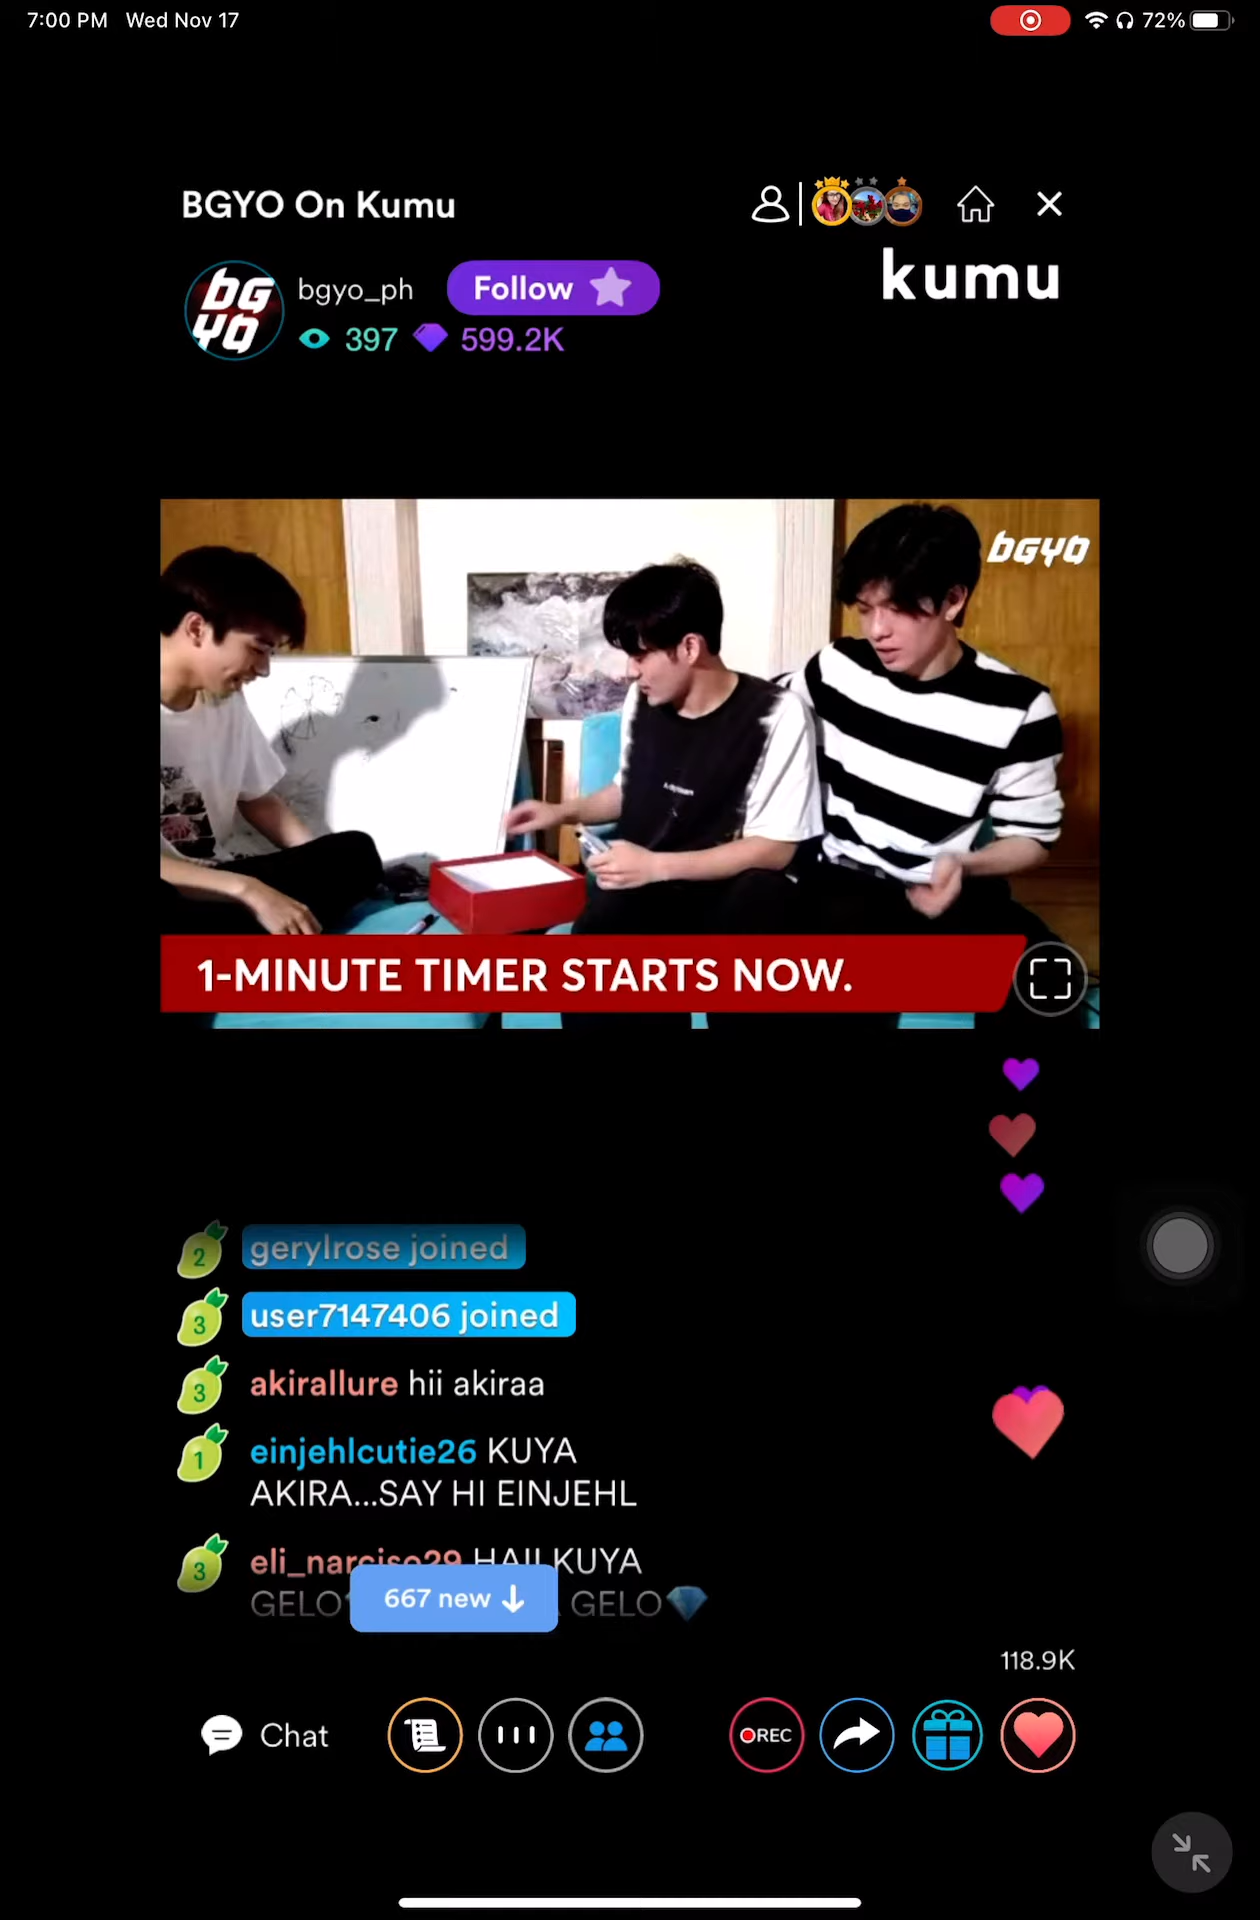 7:00 PM Wed Nov 17
72%
BGYO On Kumu
kumu
bgyo_ph
Follow
397 599.2K
BGYO
BGYO
1-MINUTE TIMER STARTS NOW.
2 gerylrose joined
3 user7147406 joined
3 akirallure hii akiraa
1 einjehlcutie26 KUYA
AKIRA...SAY HI EINJEHL
3 eli_narciso29 HAII KUYA
GELO GELO
667 new
118.9K
Chat
REC